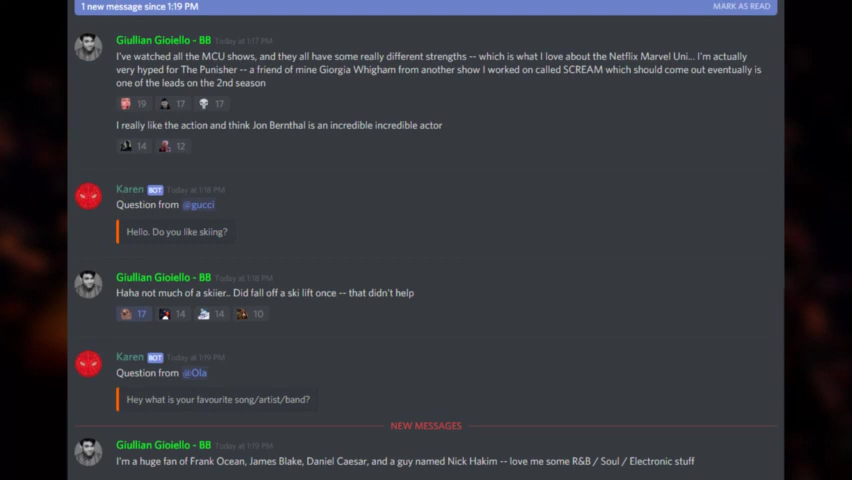 1 new message since 1:19 PM MARK AS READ
Giullian Gioiello - BB Today at 1:17 PM
I've watched all the MCU shows, and they all have some really different strengths -- which is what I love about the Netflix Marvel Uni... I'm actually
very hyped for The Punisher -- a friend of mine Giorgia Whigham from another show I worked on called SCREAM which should come out eventually is
one of the leads on the 2nd season
19 17 17
I really like the action and think Jon Bernthal is an incredible incredible actor
14 12
Karen BOT Today at 1:18 PM
Question from @gucci
Hello. Do you like skiing?
Giullian Gioiello - BB Today at 1:18 PM
Haha not much of a skiier.. Did fall off a ski lift once -- that didn't help
17 14 14 10
Karen BOT Today at 1:19 PM
Question from @Ola
Hey what is your favourite song/artist/band?
NEW MESSAGES
Giullian Gioiello - BB Today at 1:19 PM
I'm a huge fan of Frank Ocean, James Blake, Daniel Caesar, and a guy named Nick Hakim -- love me some R&B / Soul / Electronic stuff